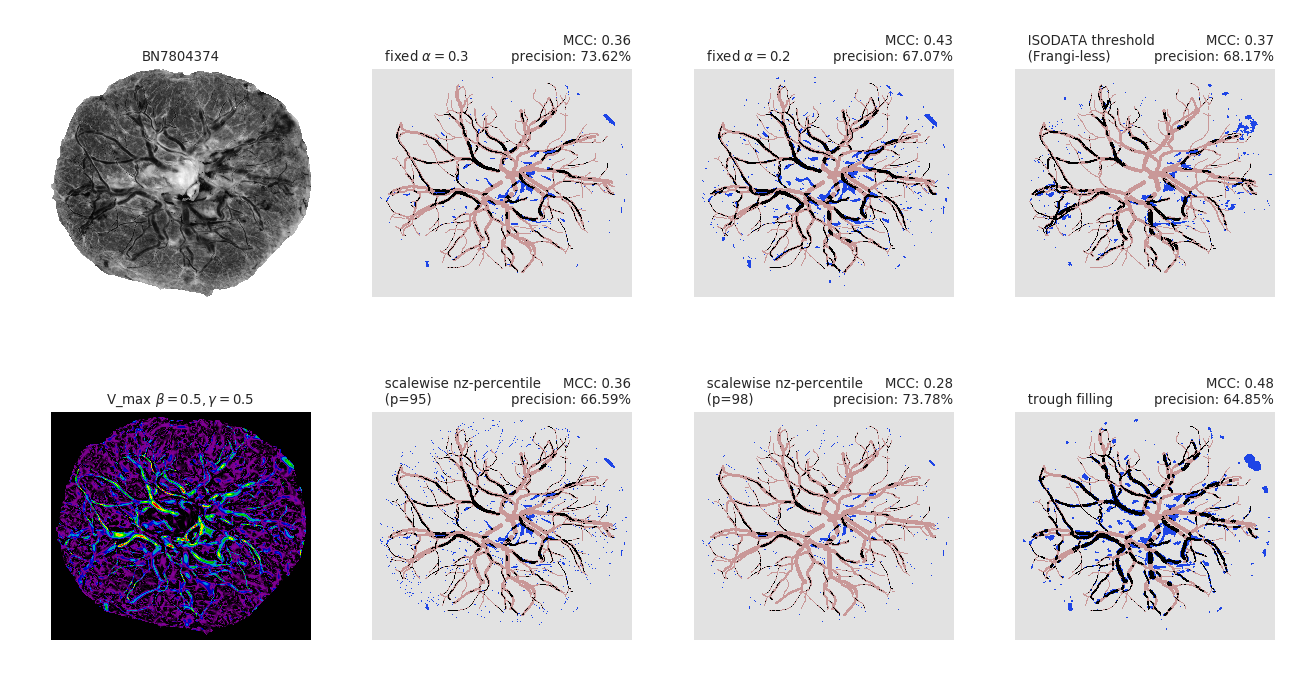 BN7804374
MCC: 0.36
fixed α = 0.3 precision: 73.62%
MCC: 0.43
fixed α = 0.2 precision: 67.07%
ISODATA threshold MCC: 0.37
(Frangi-less) precision: 68.17%
V_max β = 0.5, γ = 0.5
scalewise nz-percentile MCC: 0.36
(p=95) precision: 66.59%
scalewise nz-percentile MCC: 0.28
(p=98) precision: 73.78%
MCC: 0.48
trough filling precision: 64.85%